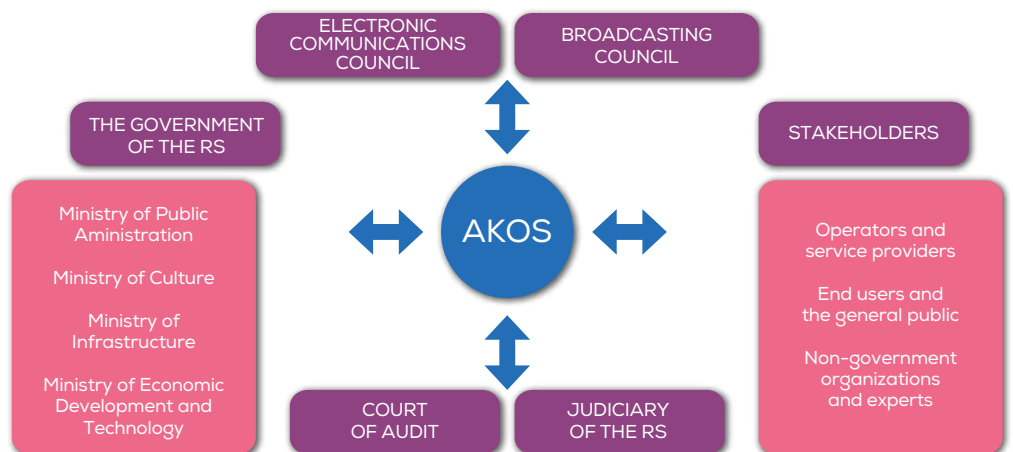 ELECTRONIC
COMMUNICATIONS
COUNCIL
BROADCASTING
COUNCIL
THE GOVERNMENT
OF THE RS
STAKEHOLDERS
Ministry of Public
Aministration
Ministry of Culture
Ministry of
Infrastructure
Ministry of Economic
Development and
Technology
AKOS
Operators and
service providers
End users and
the general public
Non-government
organizations
and experts
COURT
OF AUDIT
JUDICIARY
OF THE RS